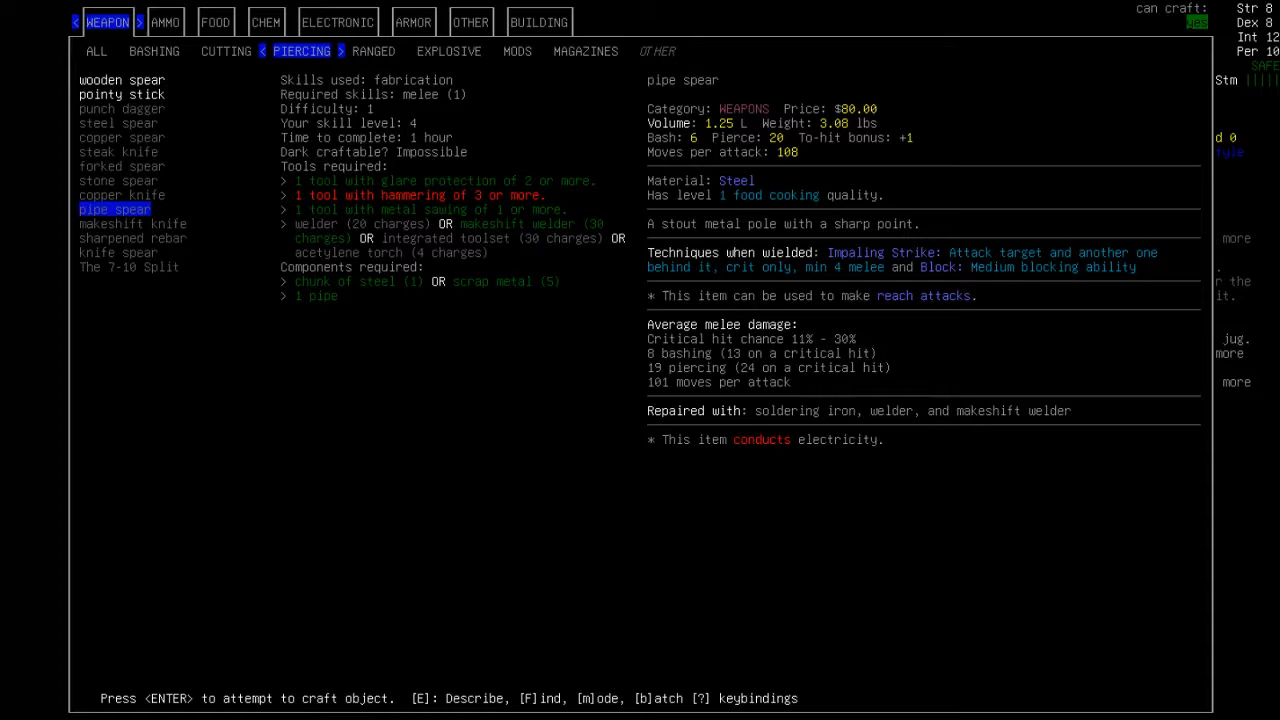 < WEAPON > AMMO FOOD CHEM ELECTRONIC ARMOR OTHER BUILDING
can craft: Str 8
yes Dex 8
Int 12
Per 10
ALL BASHING CUTTING < PIERCING > RANGED EXPLOSIVE MODS MAGAZINES OTHER
SAFE
Stm |||||
wooden spear
pointy stick
punch dagger
steel spear
copper spear
steak knife
forked spear
stone spear
copper knife
pipe spear
makeshift knife
sharpened rebar
knife spear
The 7-10 Split
Skills used: fabrication
Required skills: melee (1)
Difficulty: 1
Your skill level: 4
Time to complete: 1 hour
Dark craftable? Impossible
Tools required:
> 1 tool with glare protection of 2 or more.
> 1 tool with hammering of 3 or more.
> 1 tool with metal sawing of 1 or more.
> welder (20 charges) OR makeshift welder (30
charges) OR integrated toolset (30 charges) OR
acetylene torch (4 charges)
Components required:
> chunk of steel (1) OR scrap metal (5)
> 1 pipe
pipe spear
Category: WEAPONS Price: $80.00
Volume: 1.25 L Weight: 3.08 lbs
Bash: 6 Pierce: 20 To-hit bonus: +1
Moves per attack: 108
Material: Steel
Has level 1 food cooking quality.
A stout metal pole with a sharp point.
Techniques when wielded: Impaling Strike: Attack target and another one
behind it, crit only, min 4 melee and Block: Medium blocking ability
* This item can be used to make reach attacks.
Average melee damage:
Critical hit chance 11% - 30%
8 bashing (13 on a critical hit)
19 piercing (24 on a critical hit)
101 moves per attack
Repaired with: soldering iron, welder, and makeshift welder
* This item conducts electricity.
d 0
tyle
more
.
r the
it.
jug.
more
more
Press <ENTER> to attempt to craft object. [E]: Describe, [F]ind, [m]ode, [b]atch [?] keybindings